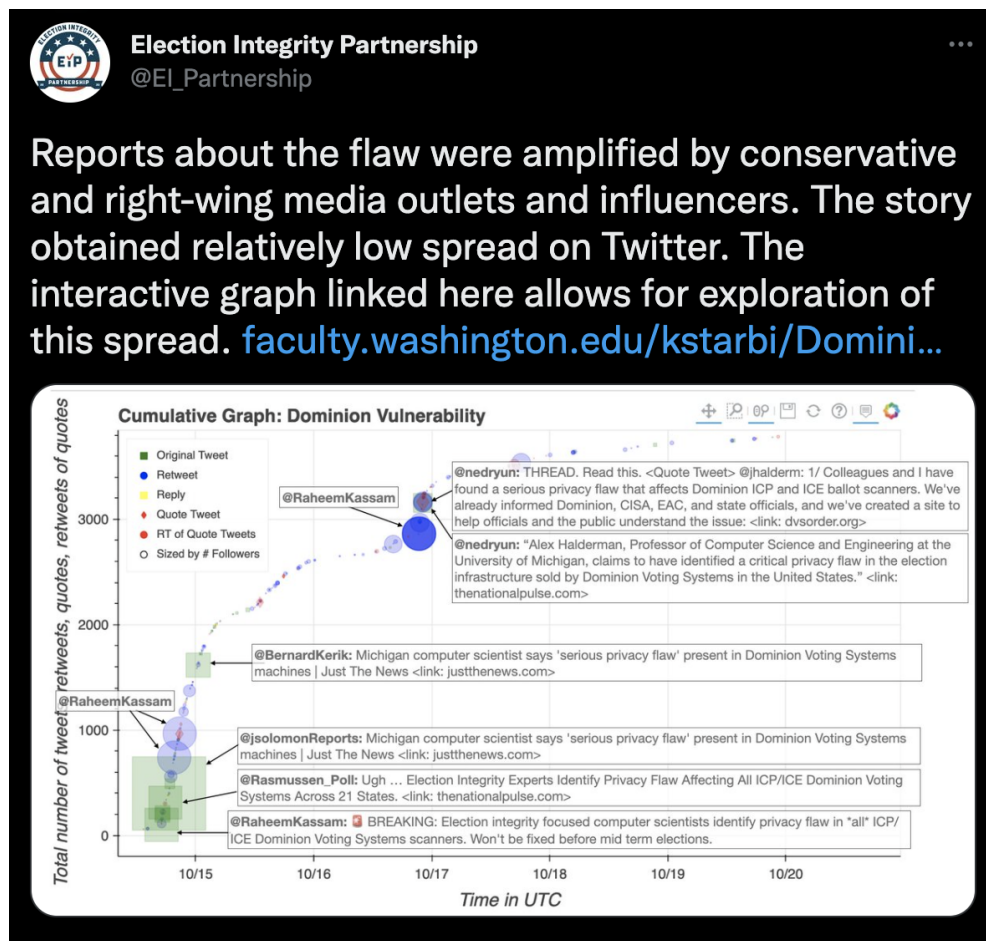 ELECTION INTEGRITY
EIP
PARTNERSHIP
Election Integrity Partnership
@EI_Partnership
Reports about the flaw were amplified by conservative
and right-wing media outlets and influencers. The story
obtained relatively low spread on Twitter. The
interactive graph linked here allows for exploration of
this spread. faculty.washington.edu/kstarbi/Domini...
Cumulative Graph: Dominion Vulnerability
Total number of tweets, retweets, quotes, retweets of quotes
Original Tweet
Retweet
Reply
Quote Tweet
RT of Quote Tweets
Sized by # Followers
@RaheemKassam
@nedryun: THREAD. Read this. <Quote Tweet> @jhalderm: 1/ Colleagues and I have
found a serious privacy flaw that affects Dominion ICP and ICE ballot scanners. We've
already informed Dominion, CISA, EAC, and state officials, and we've created a site to
help officials and the public understand the issue: <link: dvsorder.org>
@nedryun: “Alex Halderman, Professor of Computer Science and Engineering at the
University of Michigan, claims to have identified a critical privacy flaw in the election
infrastructure sold by Dominion Voting Systems in the United States.” <link:
thenationalpulse.com>
3000
2000
@BernardKerik: Michigan computer scientist says 'serious privacy flaw' present in Dominion Voting Systems
machines | Just The News <link: justthenews.com>
@RaheemKassam
1000
@jsolomonReports: Michigan computer scientist says 'serious privacy flaw' present in Dominion Voting Systems
machines | Just The News <link: justthenews.com>
@Rasmussen_Poll: Ugh ... Election Integrity Experts Identify Privacy Flaw Affecting All ICP/ICE Dominion Voting
Systems Across 21 States. <link: thenationalpulse.com>
@RaheemKassam: 🚨 BREAKING: Election integrity focused computer scientists identify privacy flaw in *all* ICP/
ICE Dominion Voting Systems scanners. Won't be fixed before mid term elections.
0
10/15 10/16 10/17 10/18 10/19 10/20
Time in UTC